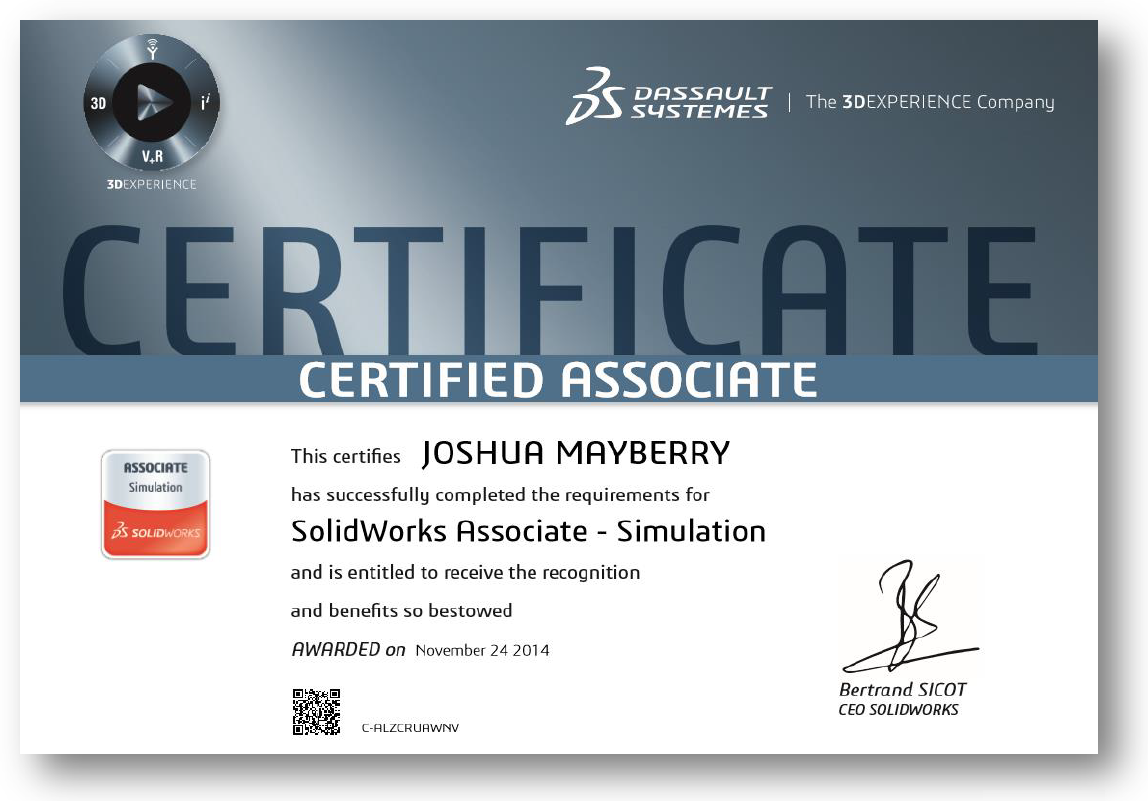 3D
i i
V+R
3DEXPERIENCE
DASSAULT SYSTEMES | The 3DEXPERIENCE Company
CERTIFICATE
CERTIFIED ASSOCIATE
ASSOCIATE
Simulation
SOLIDWORKS
This certifies JOSHUA MAYBERRY
has successfully completed the requirements for
SolidWorks Associate - Simulation
and is entitled to receive the recognition
and benefits so bestowed
AWARDED on November 24 2014
C-ALZCRUAWNV
Bertrand SICOT
CEO SOLIDWORKS